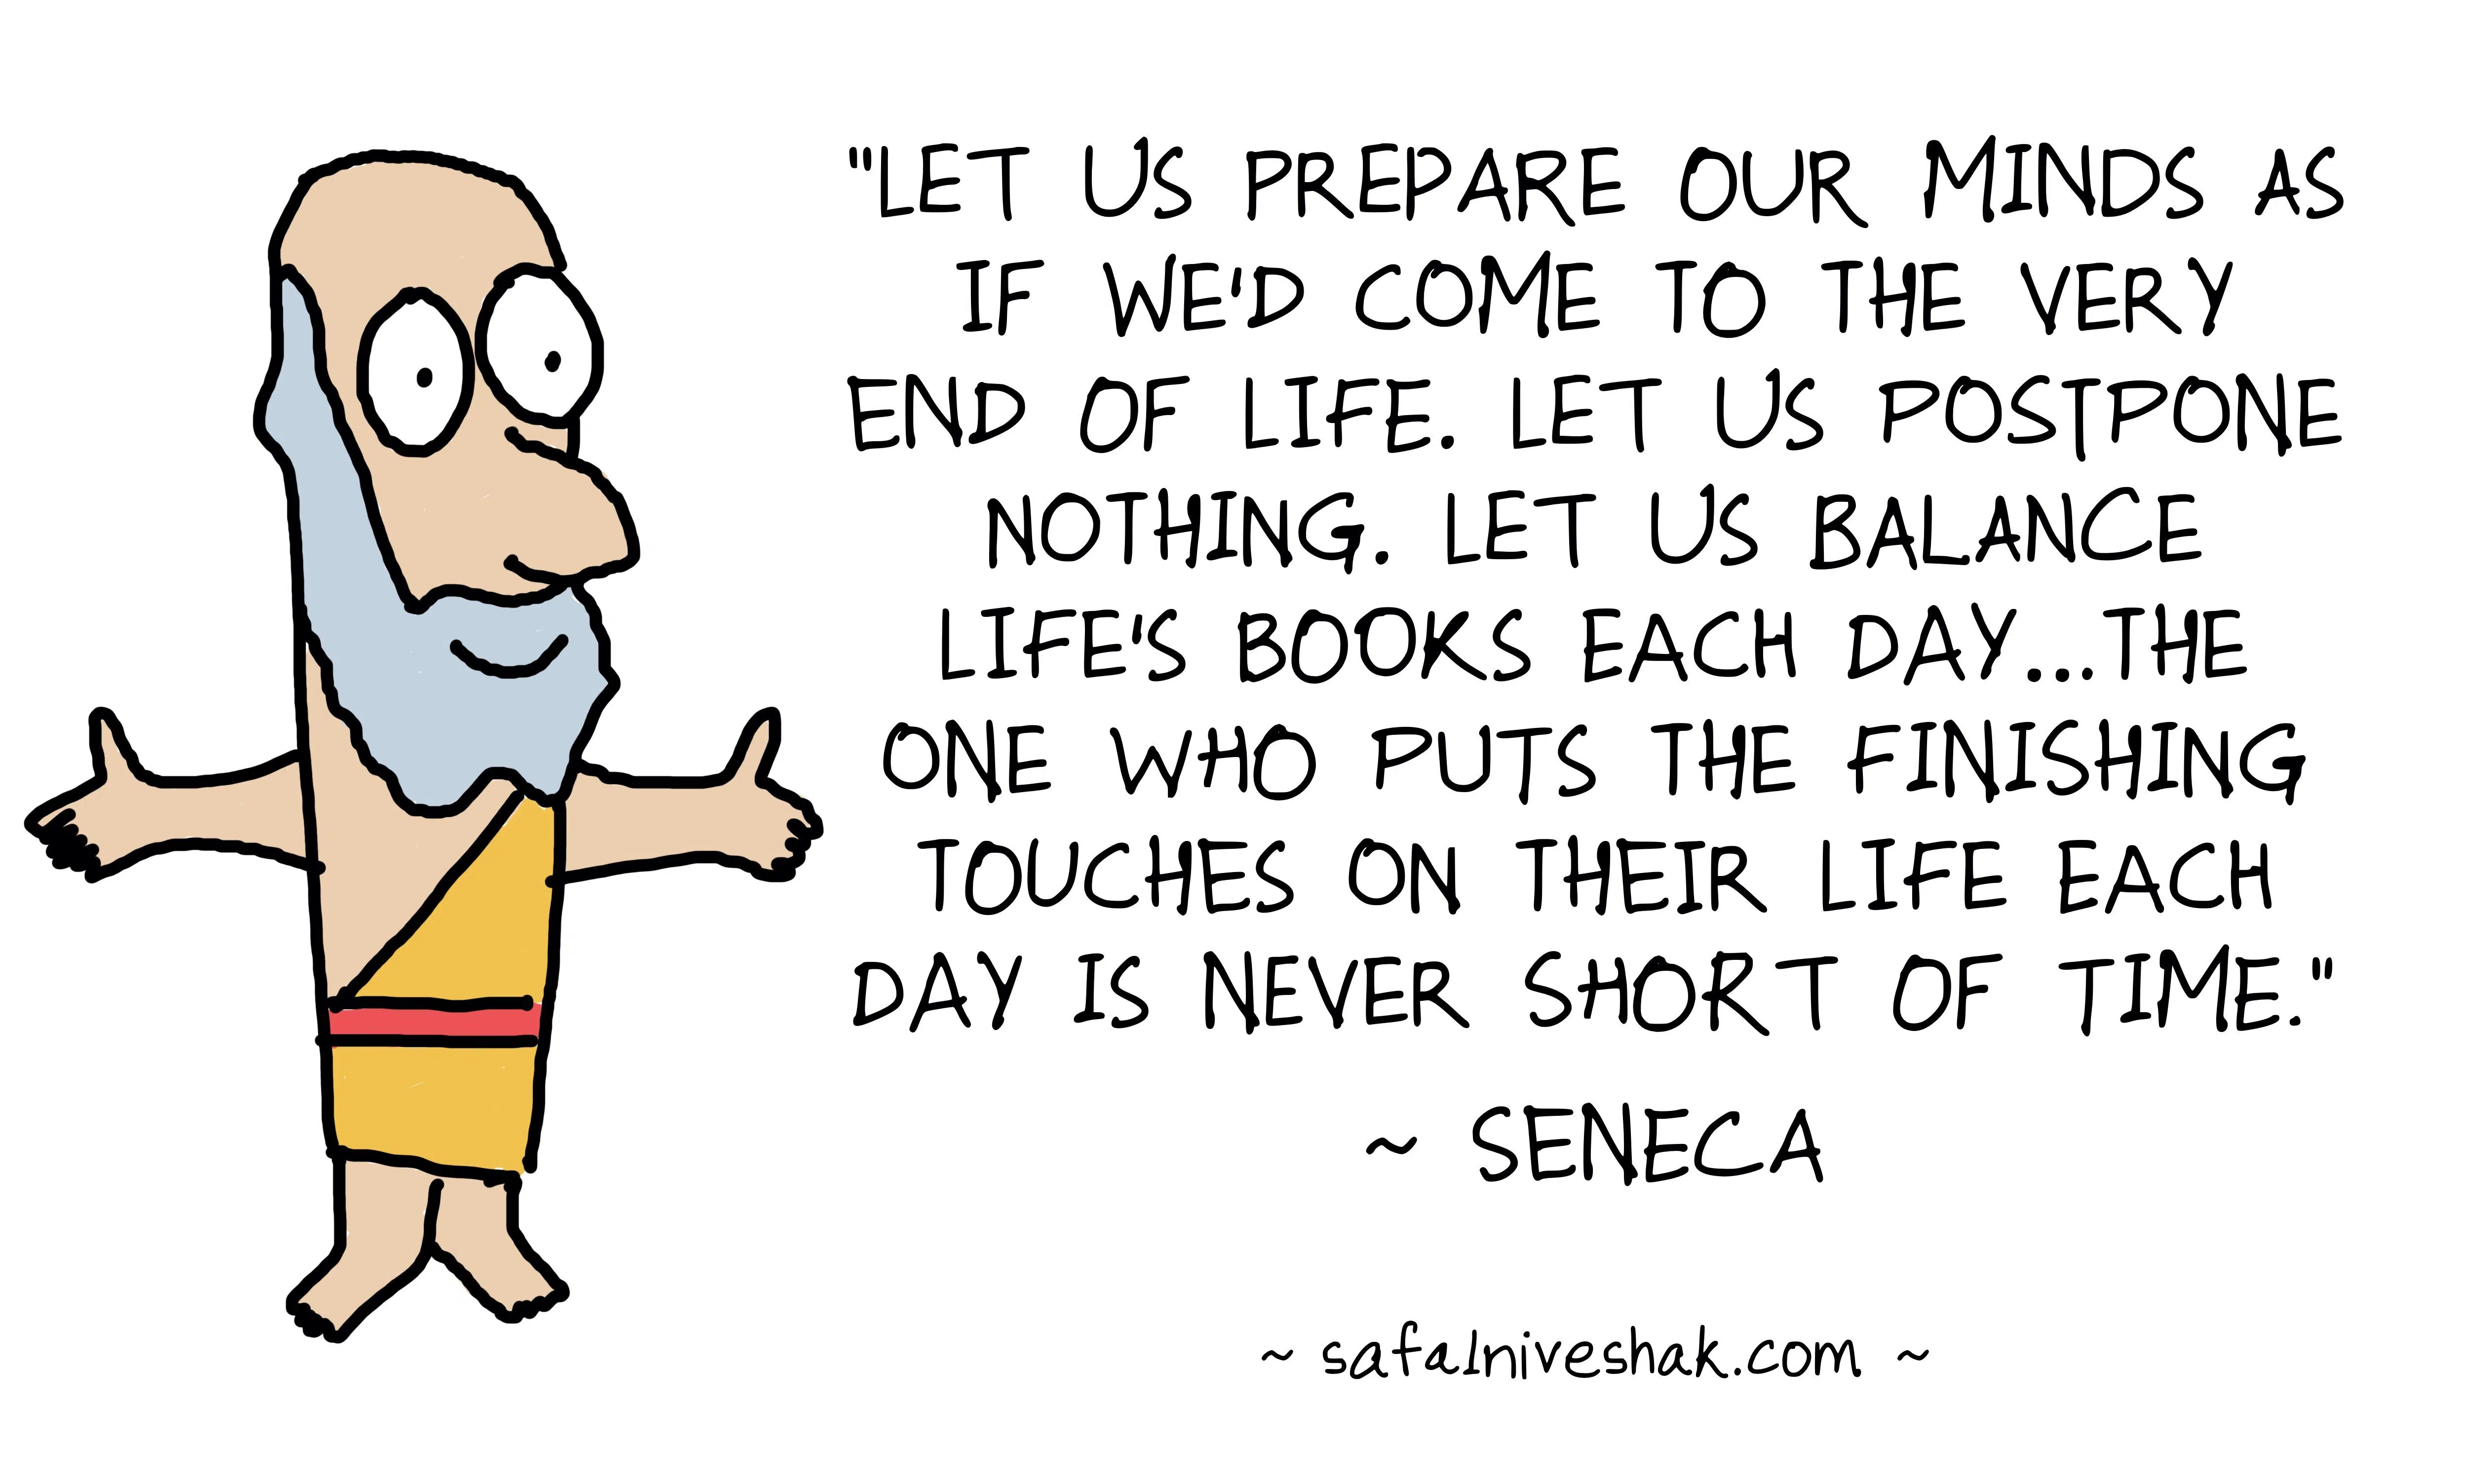 "LET US PREPARE OUR MINDS AS
IF WE'D COME TO THE VERY
END OF LIFE. LET US POSTPONE
NOTHING. LET US BALANCE
LIFE'S BOOKS EACH DAY...THE
ONE WHO PUTS THE FINISHING
TOUCHES ON THEIR LIFE EACH
DAY IS NEVER SHORT OF TIME."
~ SENECA
~ safalniveshak.com ~